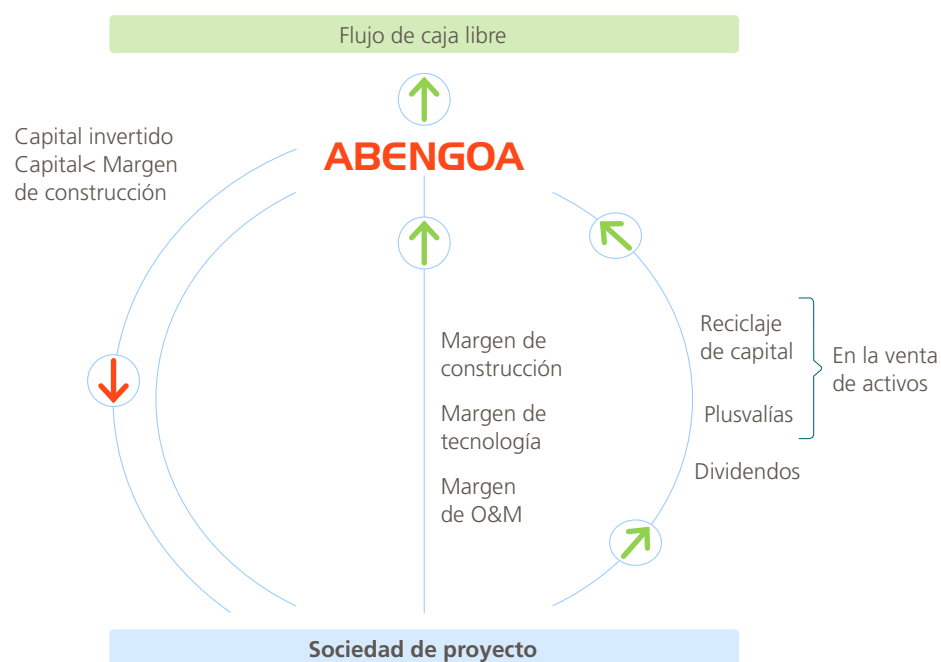 Flujo de caja libre
Capital invertido
Capital< Margen
de construcción
ABENGOA
Margen de
construcción
Margen de
tecnología
Margen
de O&M
Reciclaje
de capital
Plusvalías
En la venta
de activos
Dividendos
Sociedad de proyecto